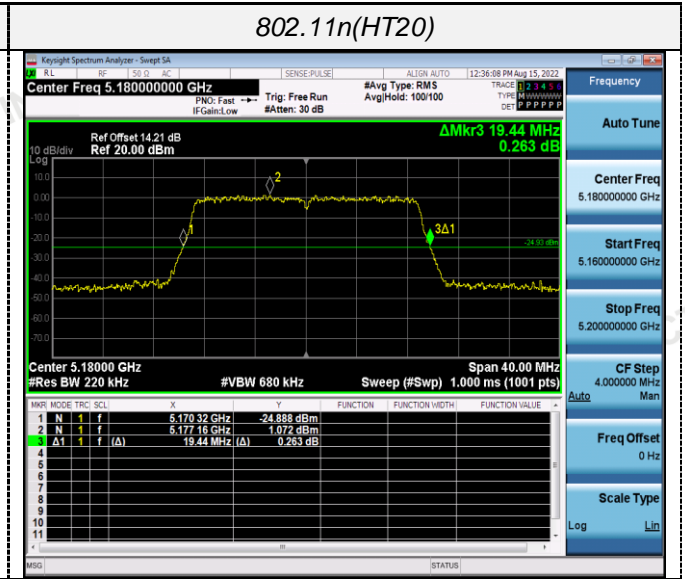 802.11n(HT20)
Keysight Spectrum Analyzer - Swept SA
RL RF 50 Ω AC SENSE:PULSE ALIGN AUTO 12:36:08 PM Aug 15, 2022
Center Freq 5.180000000 GHz #Avg Type: RMS TRACE 1 2 3 4 5 6 Frequency
PNO: Fast Trig: Free Run Avg|Hold: 100/100 TYPE M WWWWW
IFGain:Low #Atten: 30 dB DET P P P P P P
Auto Tune
Ref Offset 14.21 dB ΔMkr3 19.44 MHz
10 dB/div Ref 20.00 dBm 0.263 dB
Log
10.0
2
Center Freq
5.180000000 GHz
0.00
-10.0
1
3Δ1
-20.0
-24.93 dBm
Start Freq
5.160000000 GHz
-30.0
-40.0
-50.0
-60.0
-70.0
Stop Freq
5.200000000 GHz
Center 5.18000 GHz Span 40.00 MHz
#Res BW 220 kHz #VBW 680 kHz Sweep (#Swp) 1.000 ms (1001 pts)
CF Step
4.000000 MHz
Auto Man
MKR MODE TRC SCL X Y FUNCTION FUNCTION WIDTH FUNCTION VALUE
1 N 1 f 5.170 32 GHz -24.888 dBm
2 N 1 f 5.177 16 GHz 1.072 dBm
3 Δ1 1 f (Δ) 19.44 MHz (Δ) 0.263 dB
4
5
6
7
8
9
10
11
Freq Offset
0 Hz
Scale Type
Log Lin
MSG STATUS